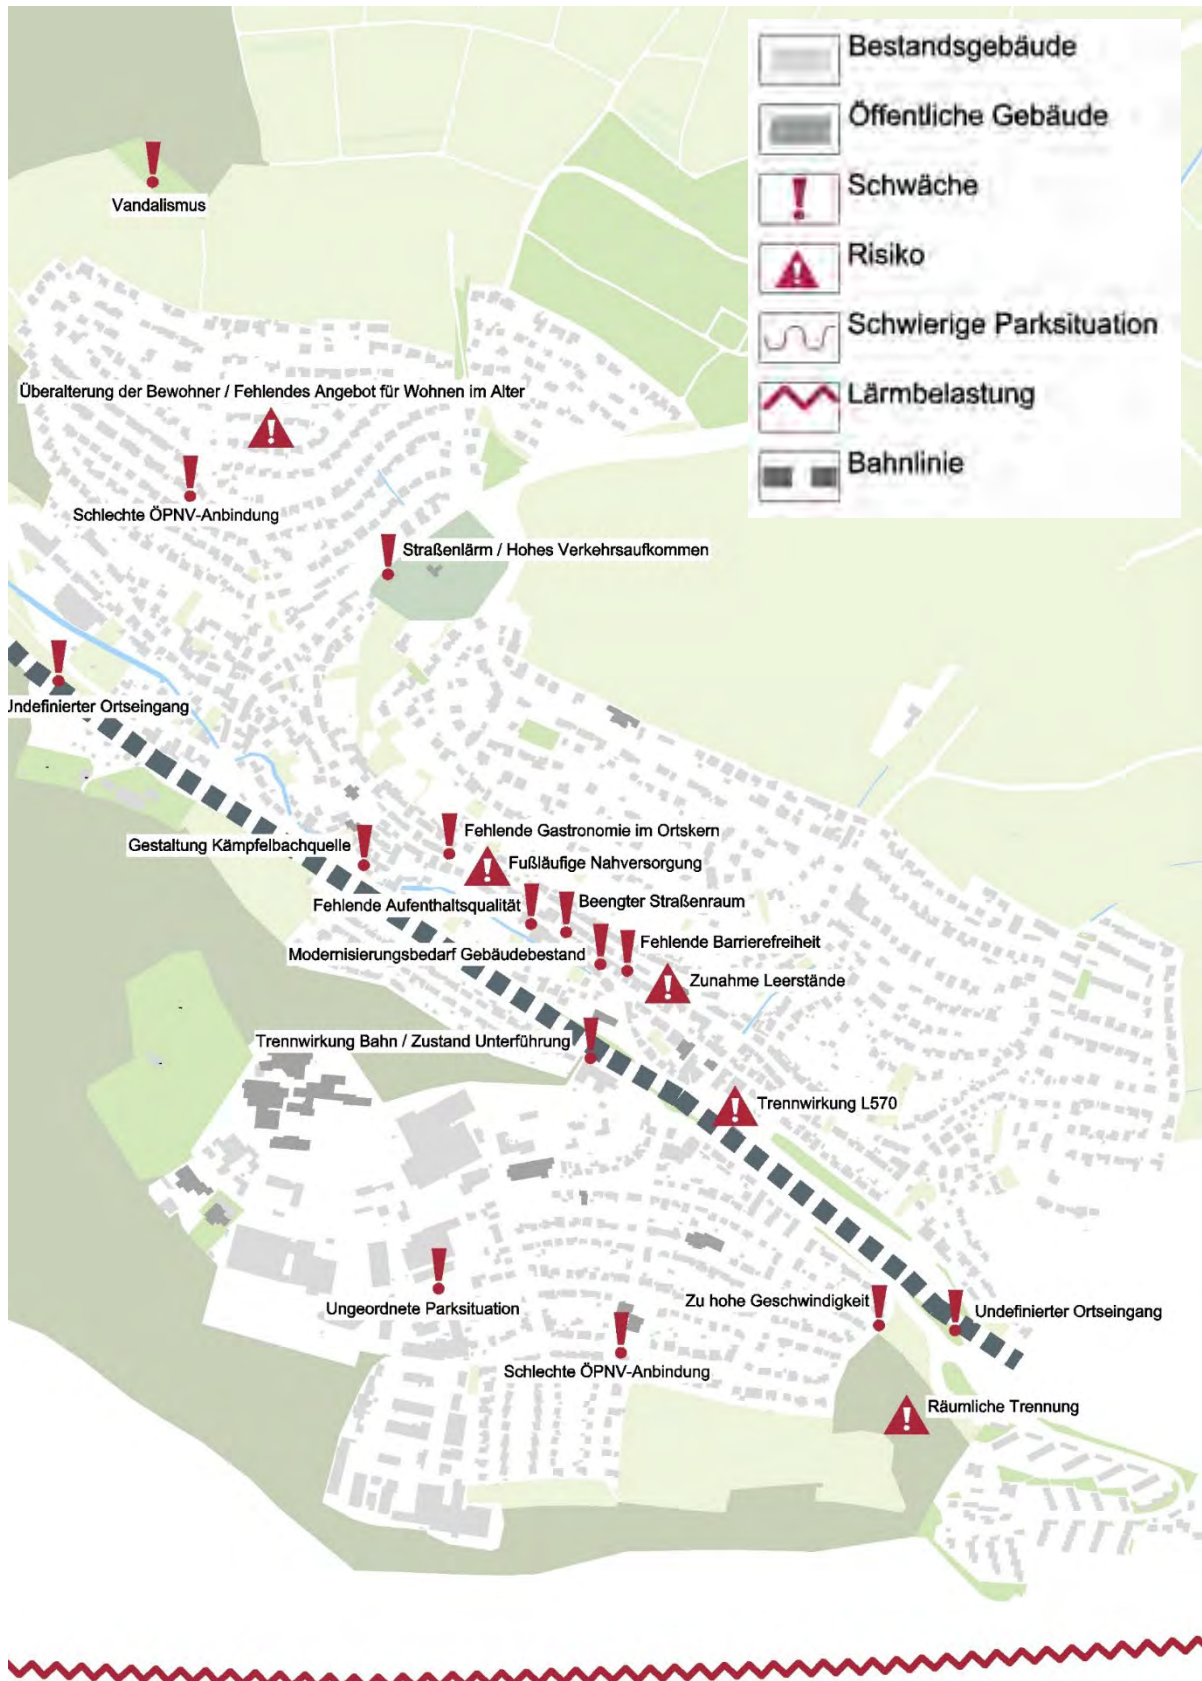 Bestandsgebäude
Öffentliche Gebäude
Schwäche
Risiko
Schwierige Parksituation
Lärmbelastung
Bahnlinie
Vandalismus
Überalterung der Bewohner / Fehlendes Angebot für Wohnen im Alter
Schlechte ÖPNV-Anbindung
Straßenlärm / Hohes Verkehrsaufkommen
Undefinierter Ortseingang
Fehlende Gastronomie im Ortskern
Gestaltung Kämpfelbachquelle
Fußläufige Nahversorgung
Fehlende Aufenthaltsqualität
Beengter Straßenraum
Fehlende Barrierefreiheit
Modernisierungsbedarf Gebäudebestand
Zunahme Leerstände
Trennwirkung Bahn / Zustand Unterführung
Trennwirkung L570
Zu hohe Geschwindigkeit
Ungeordnete Parksituation
Undefinierter Ortseingang
Schlechte ÖPNV-Anbindung
Räumliche Trennung